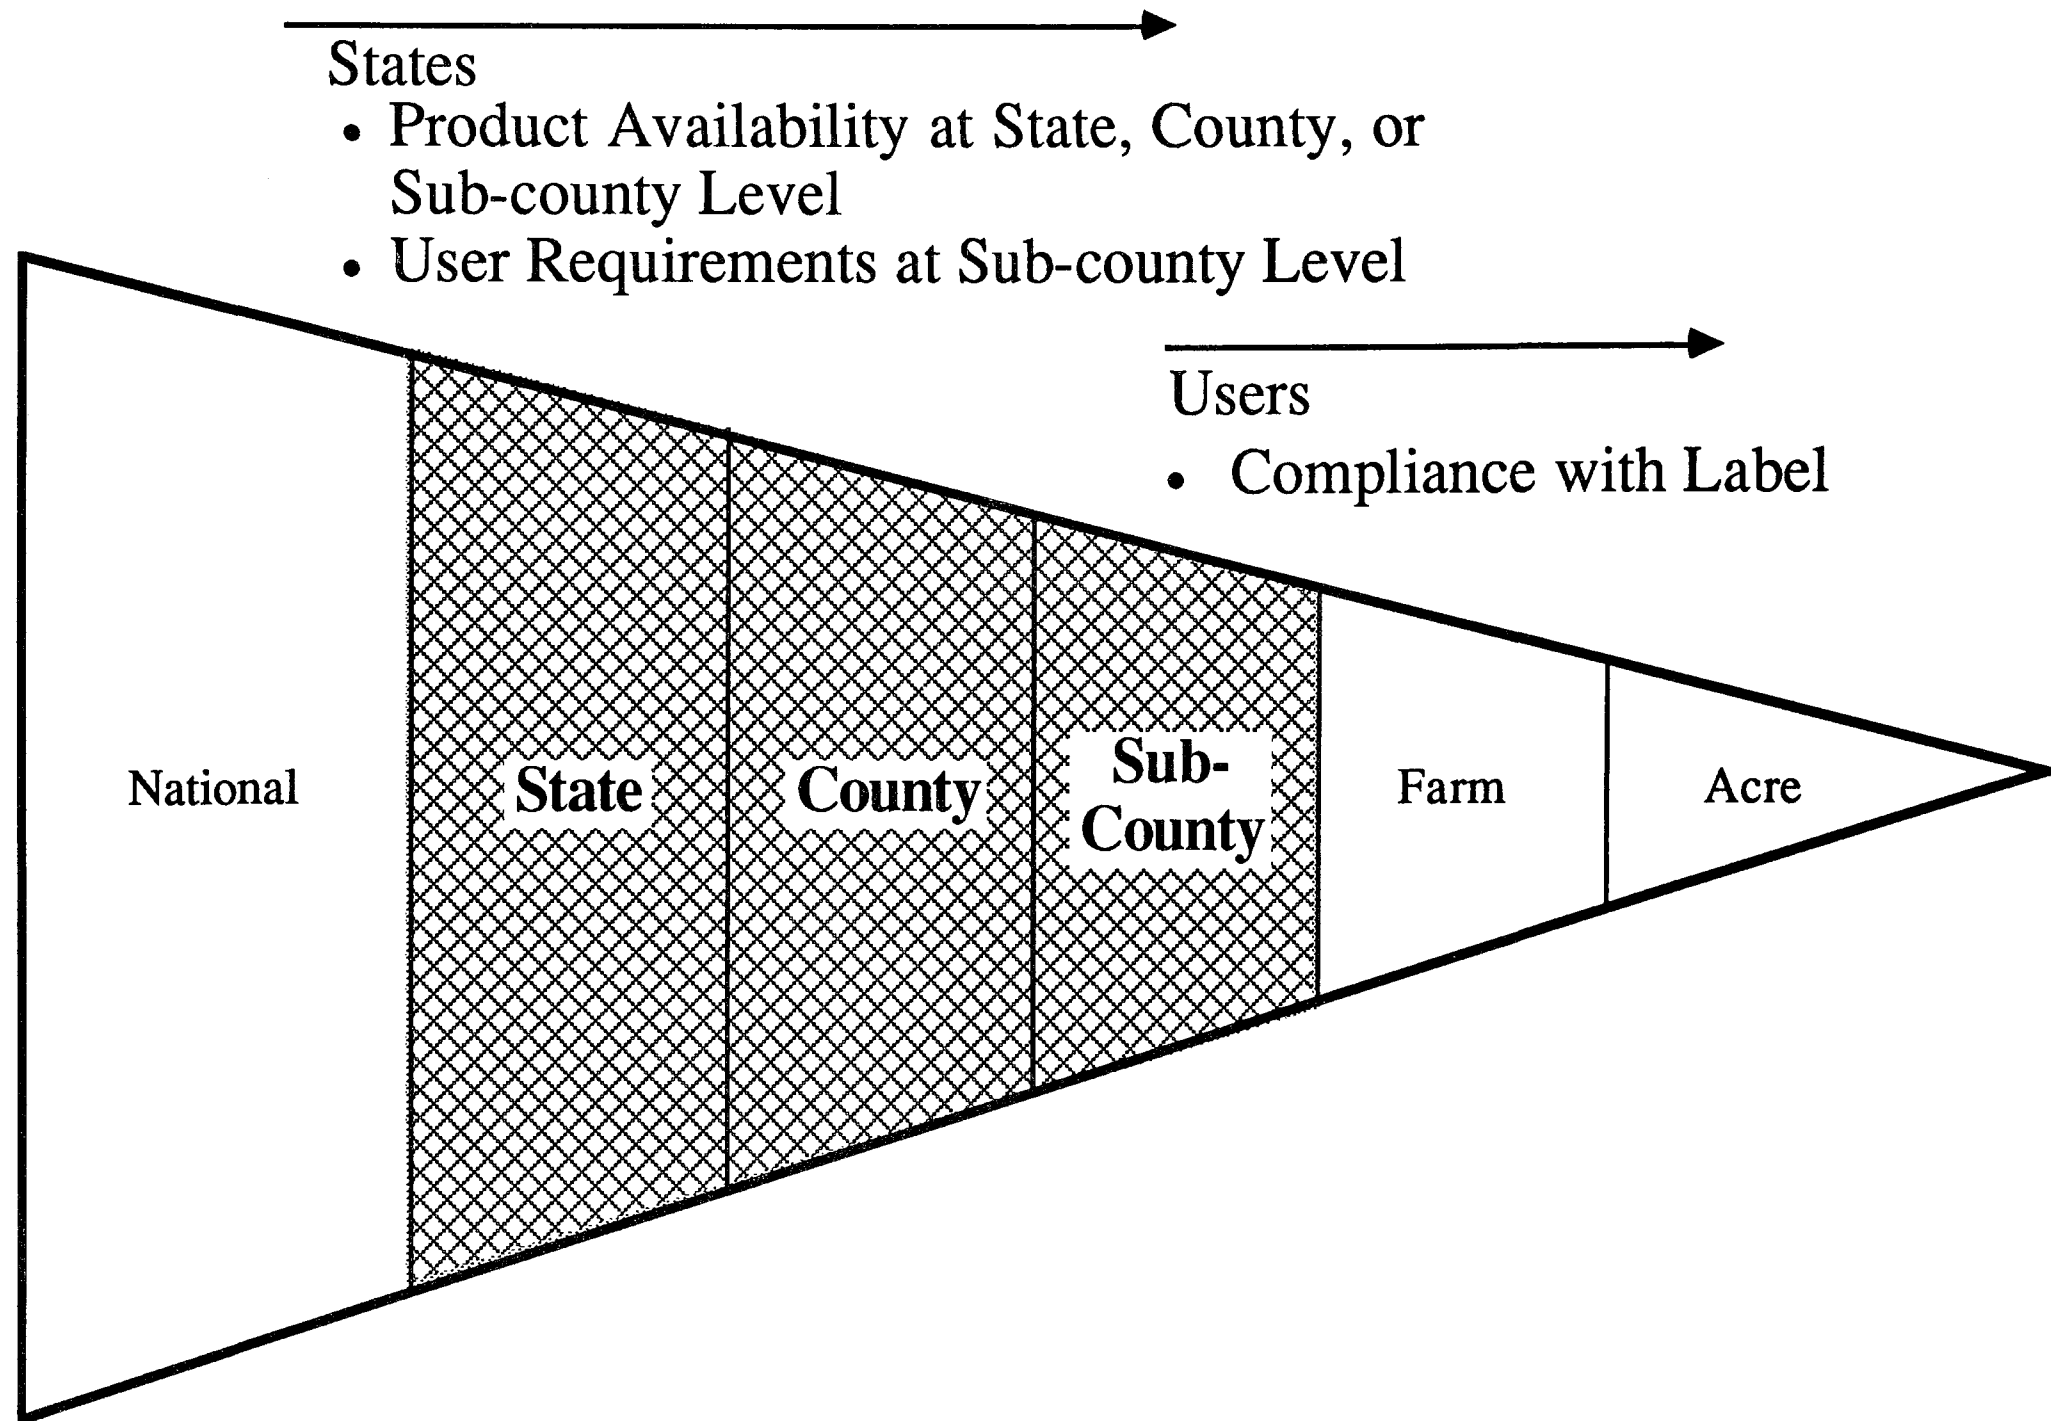 States
• Product Availability at State, County, or
Sub-county Level
• User Requirements at Sub-county Level
Users
• Compliance with Label
National
State
County
Sub-
County
Farm
Acre